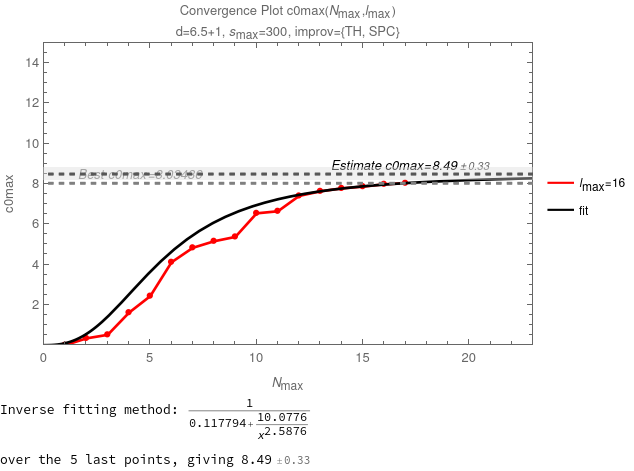 Convergence Plot c0max(Nmax,lmax)
d=6.5+1, smax=300, improv={TH, SPC}
14
12
10
8
6
4
2
c0max
Estimate c0max=8.49 ±0.33
lmax=16
fit
0
5
10
15
20
Nmax
Inverse fitting method: 1
0.117794+ 10.0776
x2.5876
over the 5 last points, giving 8.49 ±0.33